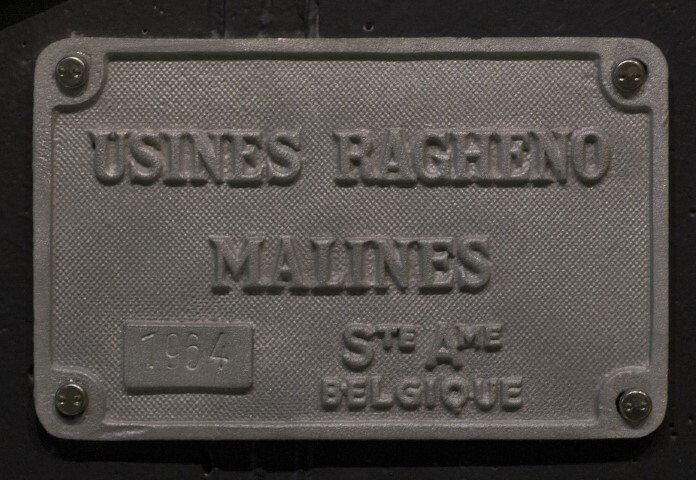 USINES RAGHENO
MALINES
1964
STE AME
BELGIQUE